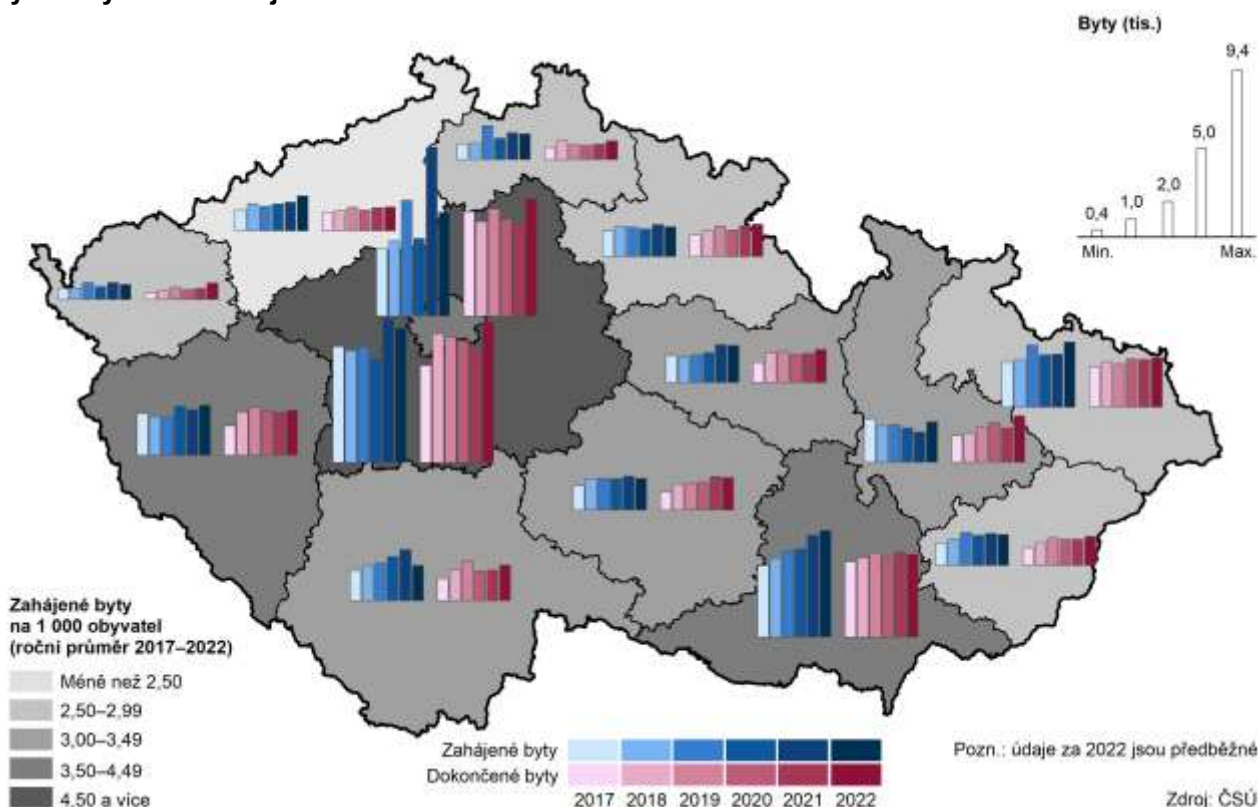 Byty (tis.)
9,4
5,0
2,0
1,0
0,4
Min.
Max.
Zahájené byty
na 1 000 obyvatel
(roční průměr 2017–2022)
Méně než 2,50
2,50–2,99
3,00–3,49
3,50–4,49
4,50 a více
Zahájené byty
Dokončené byty
2017 2018 2019 2020 2021 2022
Pozn.: údaje za 2022 jsou předběžné
Zdroj: ČSÚ